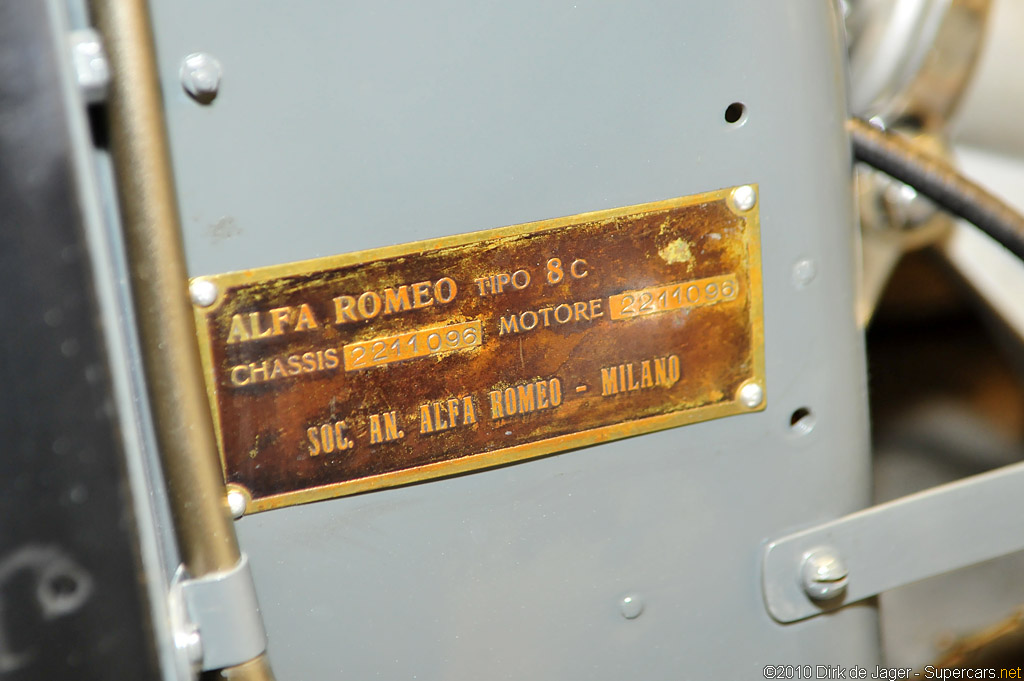 ALFA ROMEO TIPO 8C
CHASSIS 2211096 MOTORE 2211096
SOC. AN. ALFA ROMEO - MILANO
©2010 Dirk de Jager - Supercars.net